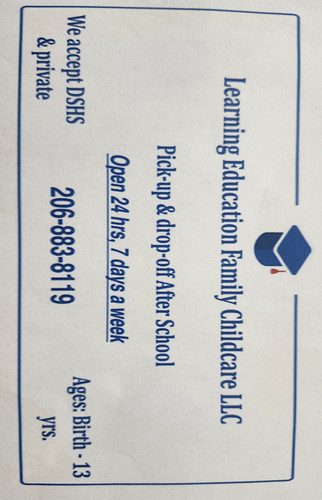 Learning Education Family Childcare LLC
Pick-up & drop-off After School
Open 24 hrs, 7 days a week
We accept DSHS
& private
206-883-8119
Ages: Birth - 13
yrs.